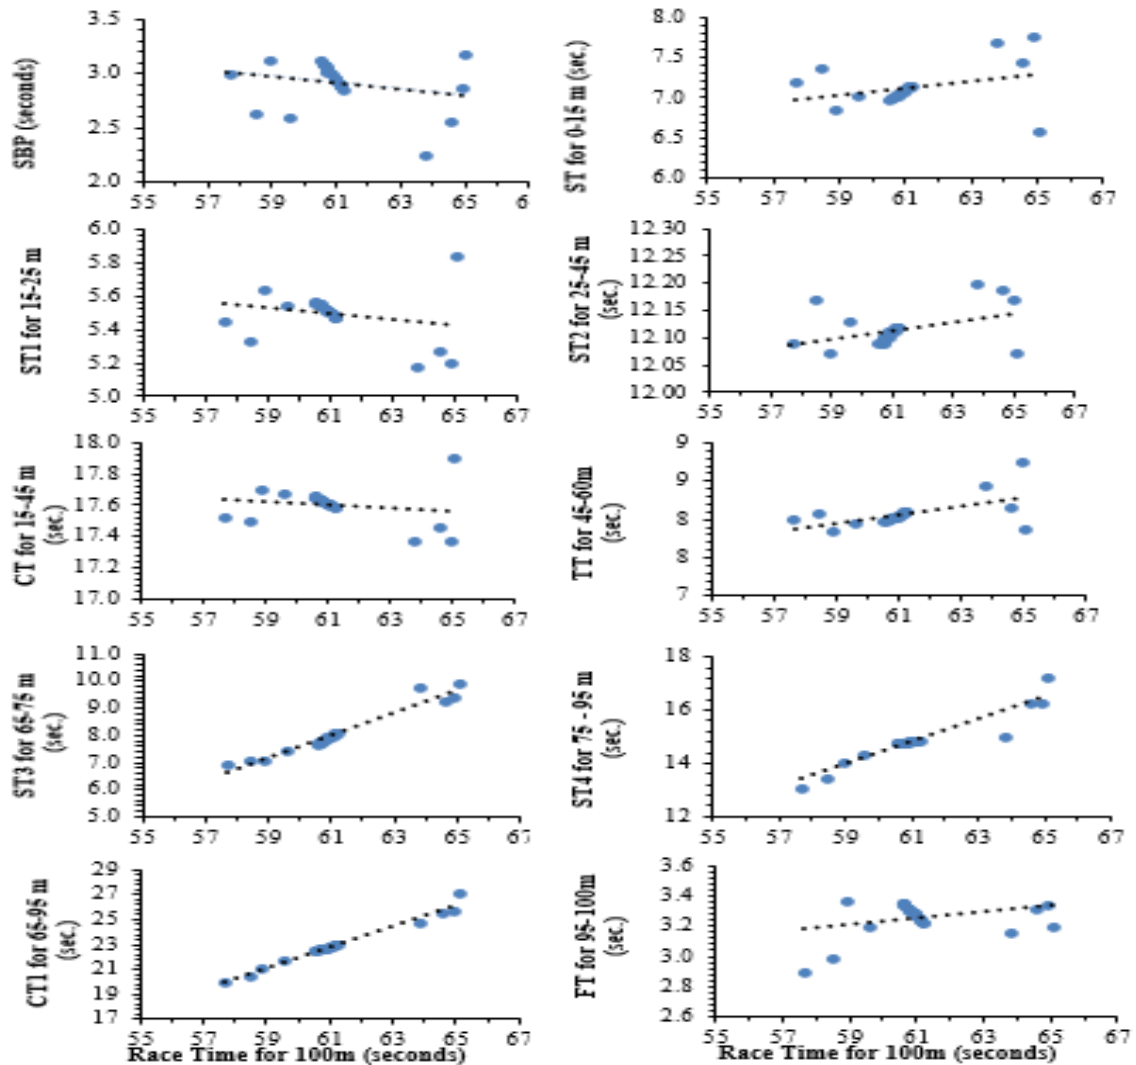 SBP (seconds)
3.5
3.0
2.5
2.0
55 57 59 61 63 65 6
ST for 0-15 m (sec.)
8.0
7.5
7.0
6.5
6.0
55 57 59 61 63 65 67
ST1 for 15-25 m
6.0
5.8
5.6
5.4
5.2
5.0
55 57 59 61 63 65 67
ST2 for 25-45 m
(sec.)
12.30
12.20
12.10
12.00
55 57 59 61 63 65 67
CT for 15-45 m
(sec.)
18.0
17.8
17.6
17.4
17.2
17.0
55 57 59 61 63 65 67
TT for 45-60m
(sec.)
9
9
8
8
7
55 57 59 61 63 65 67
ST3 for 65-75 m
(sec.)
11.0
10.0
9.0
8.0
7.0
6.0
5.0
55 57 59 61 63 65 67
ST4 for 75 - 95 m
(sec.)
18
16
14
12
55 57 59 61 63 65 67
CT1 for 65-95 m
(sec.)
29
27
25
23
21
19
17
55 57 59 61 63 65 67
Race Time for 100m (seconds)
FT for 95-100m
(sec.)
3.6
3.4
3.2
3.0
2.8
2.6
55 57 59 61 63 65 67
Race Time for 100m (seconds)